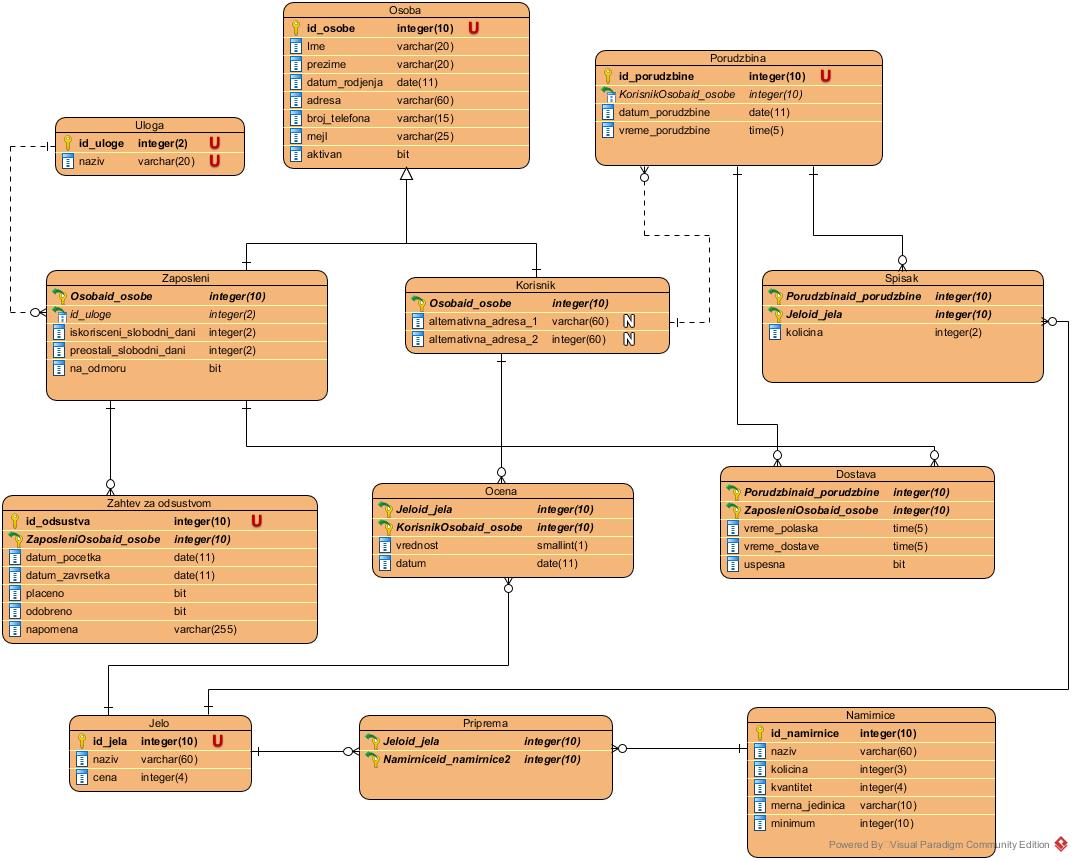 Osoba
id_osobe integer(10) U
Ime varchar(20)
prezime varchar(20)
datum_rodjenja date(11)
adresa varchar(60)
broj_telefona varchar(15)
mejl varchar(25)
aktivan bit
Porudzbina
id_porudzbine integer(10) U
KorisnikOsobaid_osobe integer(10)
datum_porudzbine date(11)
vreme_porudzbine time(5)
Uloga
id_uloge integer(2) U
naziv varchar(20) U
Zaposleni
Osobaid_osobe integer(10)
id_uloge integer(2)
iskorisceni_slobodni_dani integer(2)
preostali_slobodni_dani integer(2)
na_odmoru bit
Korisnik
Osobaid_osobe integer(10)
alternativna_adresa_1 varchar(60) N
alternativna_adresa_2 integer(60) N
Spisak
Porudzbinaid_porudzbine integer(10)
Jeloid_jela integer(10)
kolicina integer(2)
Zahtev za odsustvom
id_odsustva integer(10) U
ZaposleniOsobaid_osobe integer(10)
datum_pocetka date(11)
datum_zavrsetka date(11)
placeno bit
odobreno bit
napomena varchar(255)
Ocena
Jeloid_jela integer(10)
KorisnikOsobaid_osobe integer(10)
vrednost smallint(1)
datum date(11)
Dostava
Porudzbinaid_porudzbine integer(10)
ZaposleniOsobaid_osobe integer(10)
vreme_polaska time(5)
vreme_dostave time(5)
uspesna bit
Jelo
id_jela integer(10) U
naziv varchar(60)
cena integer(4)
Priprema
Jeloid_jela integer(10)
Namirniceid_namirnice2 integer(10)
Namirnice
id_namirnice integer(10)
naziv varchar(60)
kolicina integer(3)
kvantitet integer(4)
merna_jedinica varchar(10)
minimum integer(10)
Powered By Visual Paradigm Community Edition